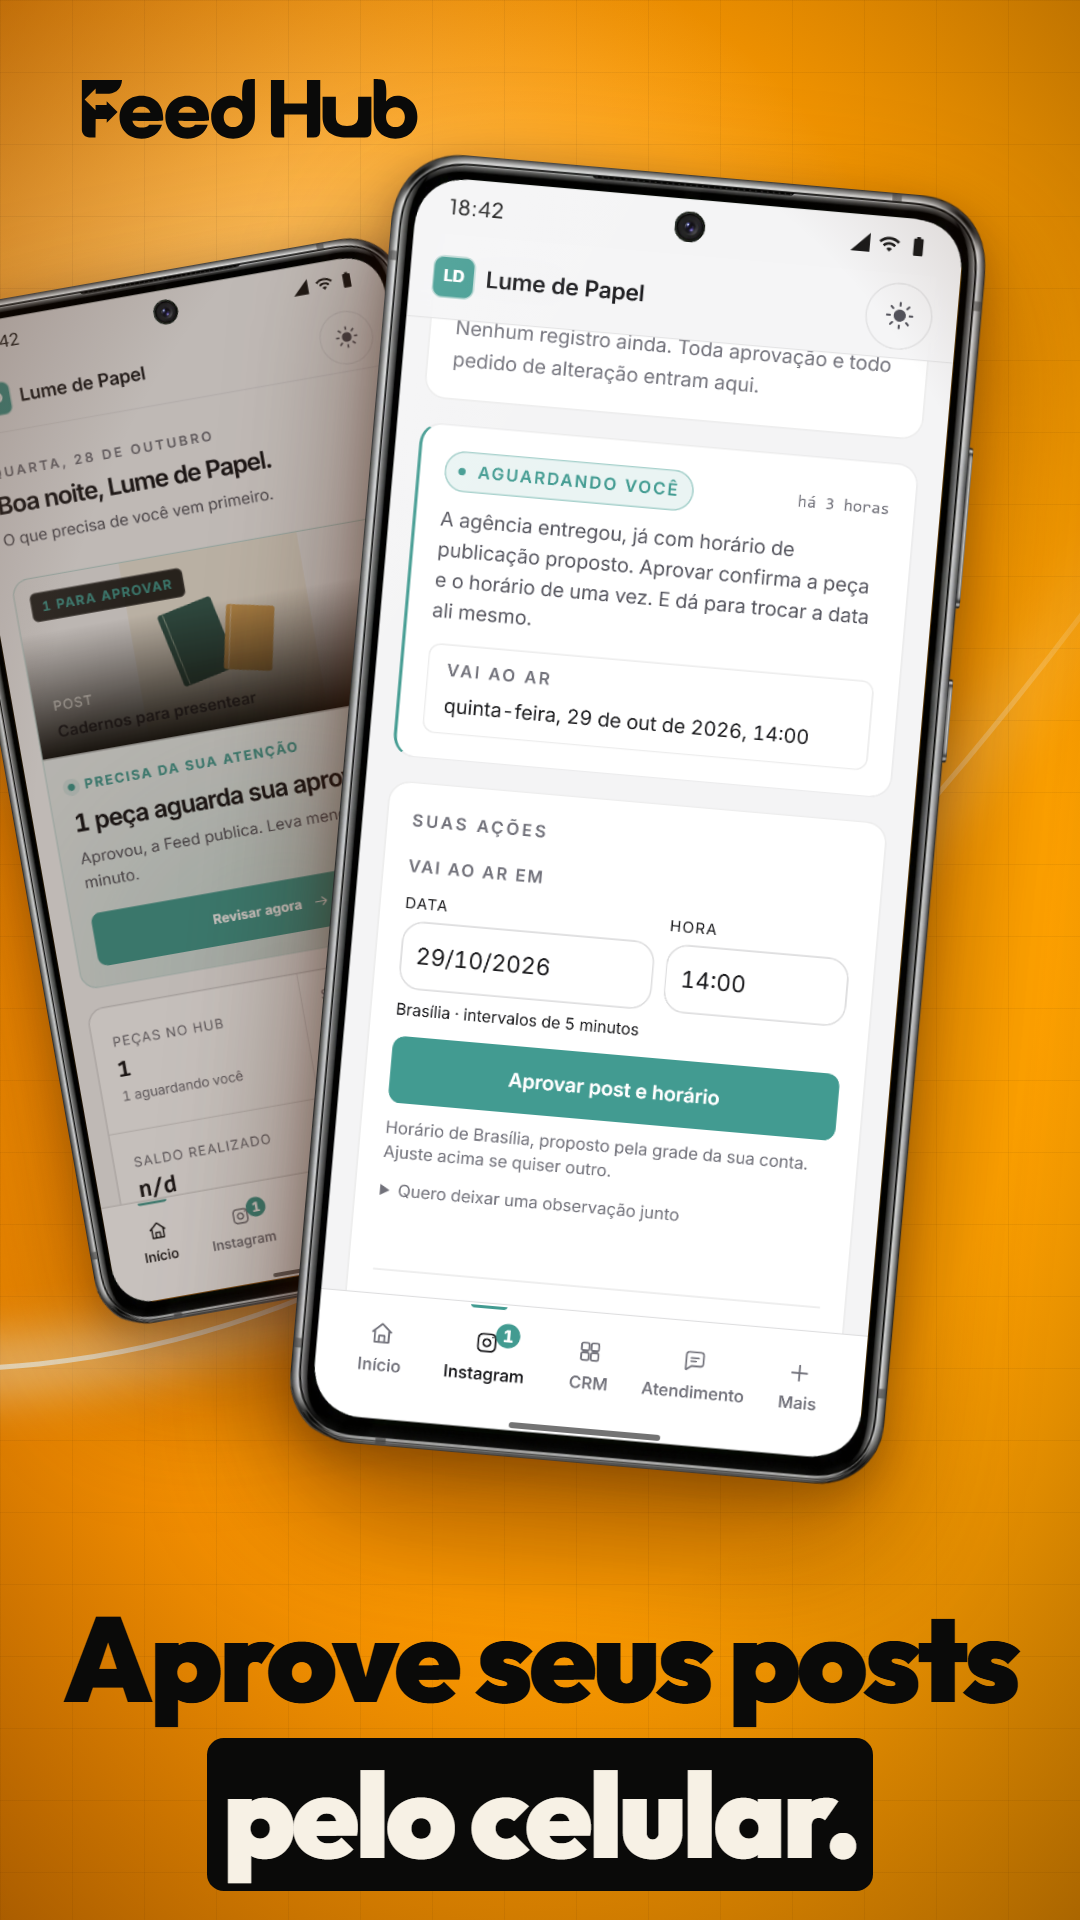 Feed Hub
42
Lume de Papel
QUARTA, 28 DE OUTUBRO
Boa noite, Lume de Papel.
O que precisa de você vem primeiro.
1 PARA APROVAR
POST
Cadernos para presentear
PRECISA DA SUA ATENÇÃO
1 peça aguarda sua
Aprovou, a Feed publica. Leva
minuto.
Revisar agora →
PEÇAS NO HUB
1
1 aguardando você
SALDO REALIZADO
n/d
Início
Instagram
1
18:42
LD
Lume de Papel
Nenhum registro ainda. Toda aprovação e todo
pedido de alteração entram aqui.
AGUARDANDO VOCÊ
há 3 horas
A agência entregou, já com horário de
publicação proposto. Aprovar confirma a peça
e o horário de uma vez. E dá para trocar a data
ali mesmo.
VAI AO AR
quinta-feira, 29 de out de 2026, 14:00
SUAS AÇÕES
VAI AO AR EM
DATA
HORA
29/10/2026
14:00
Brasília · intervalos de 5 minutos
Aprovar post e horário
Horário de Brasília, proposto pela grade da sua conta.
Ajuste acima se quiser outro.
▶ Quero deixar uma observação junto
Início
1
Instagram
CRM
Atendimento
Mais
Aprove seus posts
pelo celular.